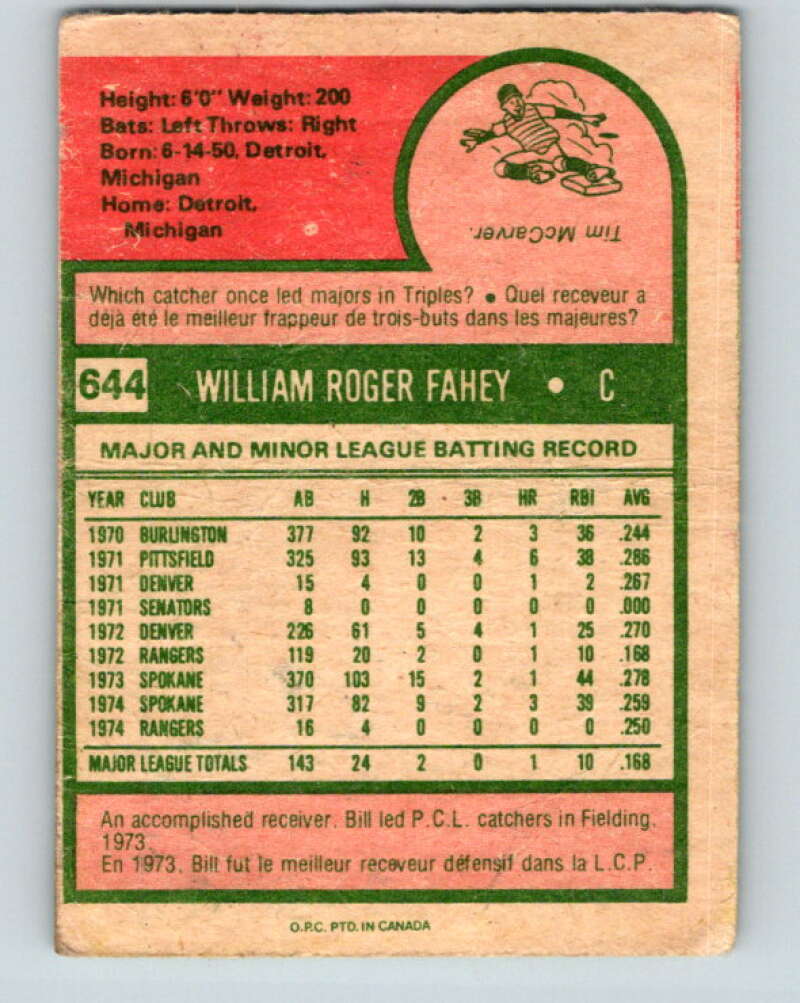 Height: 6'0" Weight: 200
Bats: Left Throws: Right
Born: 6-14-50, Detroit,
Michigan
Home: Detroit,
Michigan
Tim McCarver.
Which catcher once led majors in Triples? • Quel receveur a
déjà été le meilleur frappeur de trois-buts dans les majeures?
644 WILLIAM ROGER FAHEY • C
MAJOR AND MINOR LEAGUE BATTING RECORD
YEAR CLUB AB H 2B 3B HR RBI AVG
1970 BURLINGTON 377 92 10 2 3 36 .244
1971 PITTSFIELD 325 93 13 4 6 38 .286
1971 DENVER 15 4 0 0 1 2 .267
1971 SENATORS 8 0 0 0 0 0 .000
1972 DENVER 226 61 5 4 1 25 .270
1972 RANGERS 119 20 2 0 1 10 .168
1973 SPOKANE 370 103 15 2 1 44 .278
1974 SPOKANE 317 82 9 2 3 39 .259
1974 RANGERS 16 4 0 0 0 0 .250
MAJOR LEAGUE TOTALS 143 24 2 0 1 10 .168
An accomplished receiver. Bill led P.C.L. catchers in Fielding,
1973.
En 1973, Bill fut le meilleur receveur défensif dans la L.C.P.
O.P.C. PTD. IN CANADA